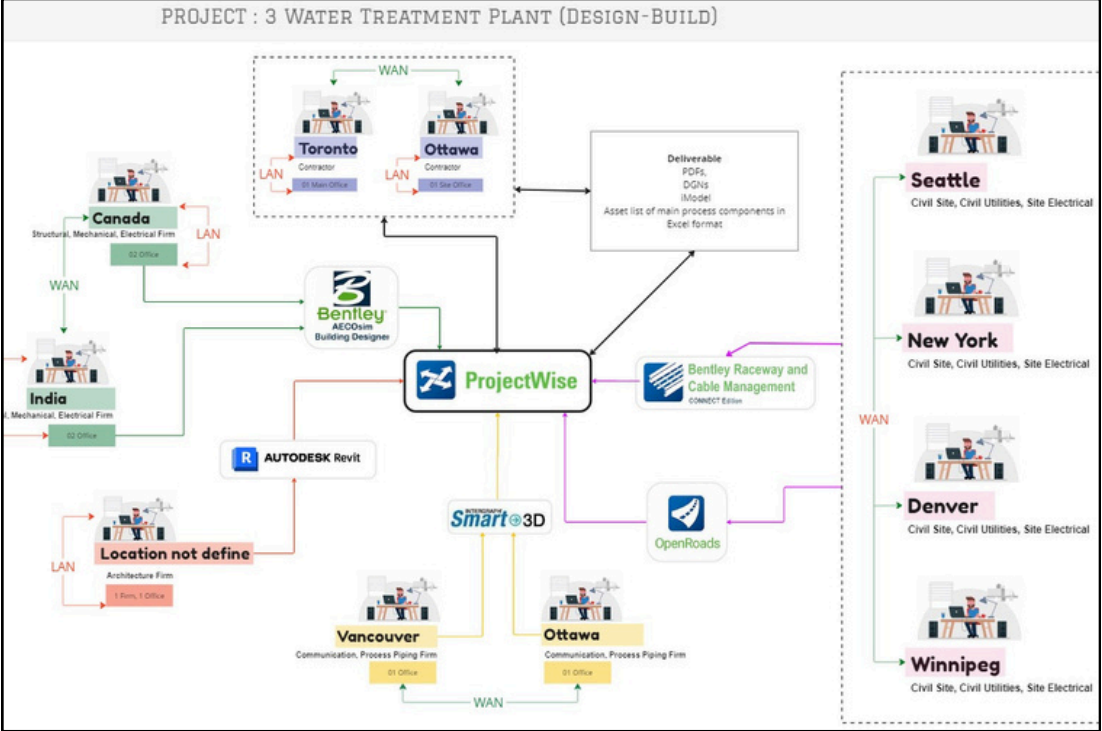 PROJECT : 3 WATER TREATMENT PLANT (DESIGN-BUILD)
WAN
Toronto
Contractor
01 Main Office
LAN
Ottawa
Contractor
01 Site Office
LAN
Deliverable
PDFs,
DGNs
iModel
Asset list of main process components in
Excel format
Canada
Structural, Mechanical, Electrical Firm
02 Office
LAN
WAN
India
l, Mechanical, Electrical Firm
02 Office
Bentley
AECOsim
Building Designer
ProjectWise
Bentley Raceway and
Cable Management
CONNECT Edition
R AUTODESK Revit
Location not define
Architecture Firm
1 Firm, 1 Office
LAN
INTERGRAPH
Smart 3D
OpenRoads
Vancouver
Communication, Process Piping Firm
01 Office
Ottawa
Communication, Process Piping Firm
01 Office
WAN
WAN
Seattle
Civil Site, Civil Utilities, Site Electrical
New York
Civil Site, Civil Utilities, Site Electrical
Denver
Civil Site, Civil Utilities, Site Electrical
Winnipeg
Civil Site, Civil Utilities, Site Electrical